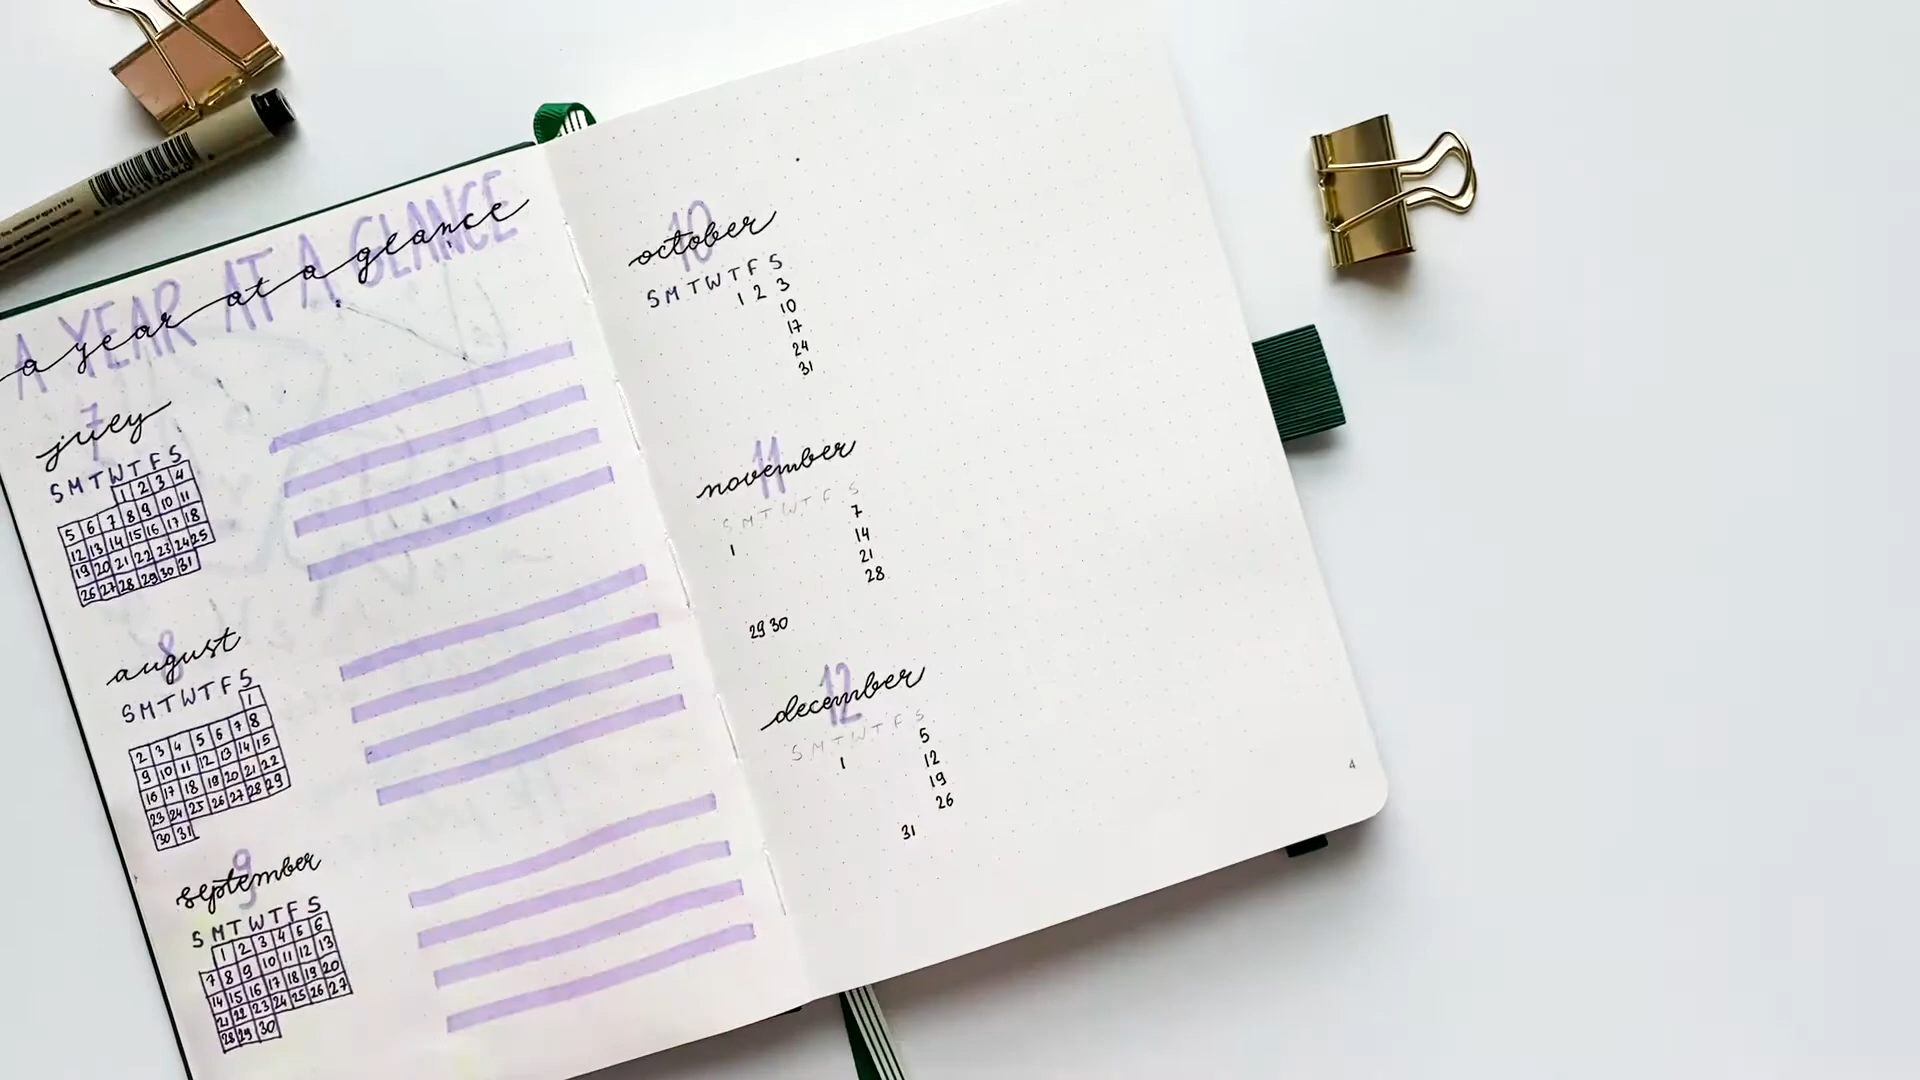 A YEAR AT A GLANCE
a year at a glance
7
july
S M T W T F S
1 2 3 4
5 6 7 8 9 10 11
12 13 14 15 16 17 18
19 20 21 22 23 24 25
26 27 28 29 30 31
8
august
S M T W T F S
1
2 3 4 5 6 7 8
9 10 11 12 13 14 15
16 17 18 19 20 21 22
23 24 25 26 27 28 29
30 31
9
september
S M T W T F S
1 2 3 4 5 6
7 8 9 10 11 12 13
14 15 16 17 18 19 20
21 22 23 24 25 26 27
28 29 30
10
october
S M T W T F S
1 2 3
10
17
24
31
11
november
S M T W T F S
1 7
14
21
28
29 30
12
december
S M T W T F S
1 5
12
19
26
31
4